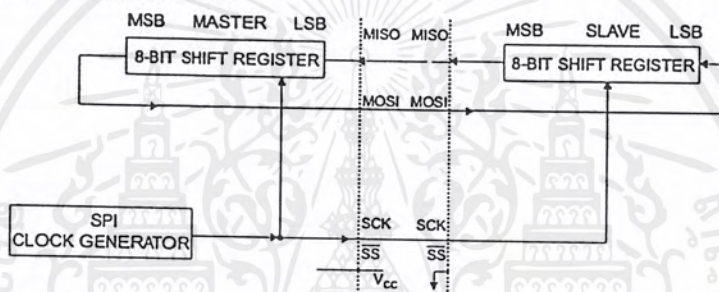 MSB MASTER LSB
8-BIT SHIFT REGISTER
MISO MISO
MSB SLAVE LSB
8-BIT SHIFT REGISTER
MOSI MOSI
SPI
CLOCK GENERATOR
SCK SCK
SS SS
VCC